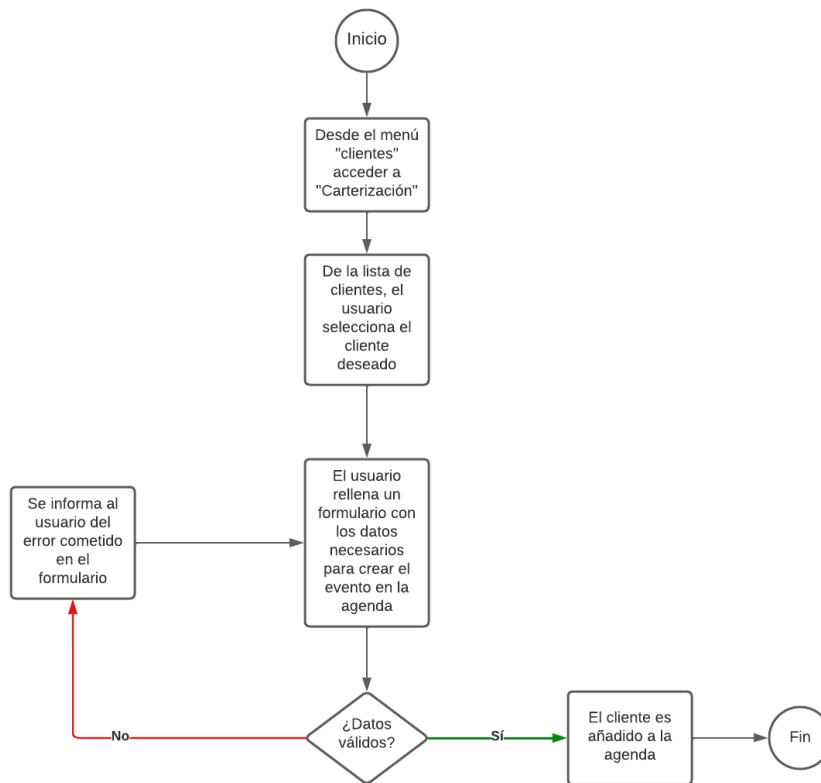 Inicio
Desde el menú
"clientes"
acceder a
"Carterización"
De la lista de
clientes, el
usuario
selecciona el
cliente
deseado
El usuario
rellena un
formulario con
los datos
necesarios
para crear el
evento en la
agenda
Se informa al
usuario del
error cometido
en el
formulario
¿Datos
válidos?
No
Sí
El cliente es
añadido a la
agenda
Fin